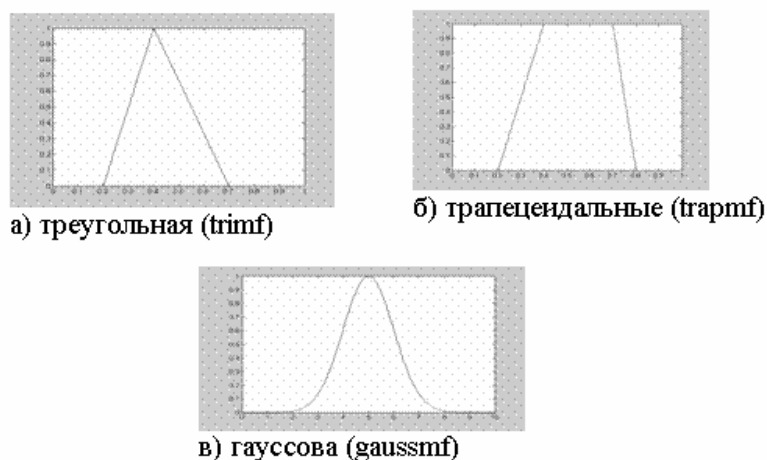 а) треугольная (trimf)
б) трапецеидальные (trapmf)
в) гауссова (gaussmf)